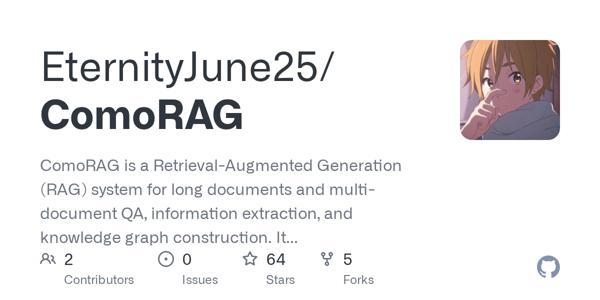 EternityJune25/
ComoRAG
ComoRAG is a Retrieval-Augmented Generation
(RAG) system for long documents and multi-
document QA, information extraction, and
knowledge graph construction. It...
2 0 64 5
Contributors Issues Stars Forks